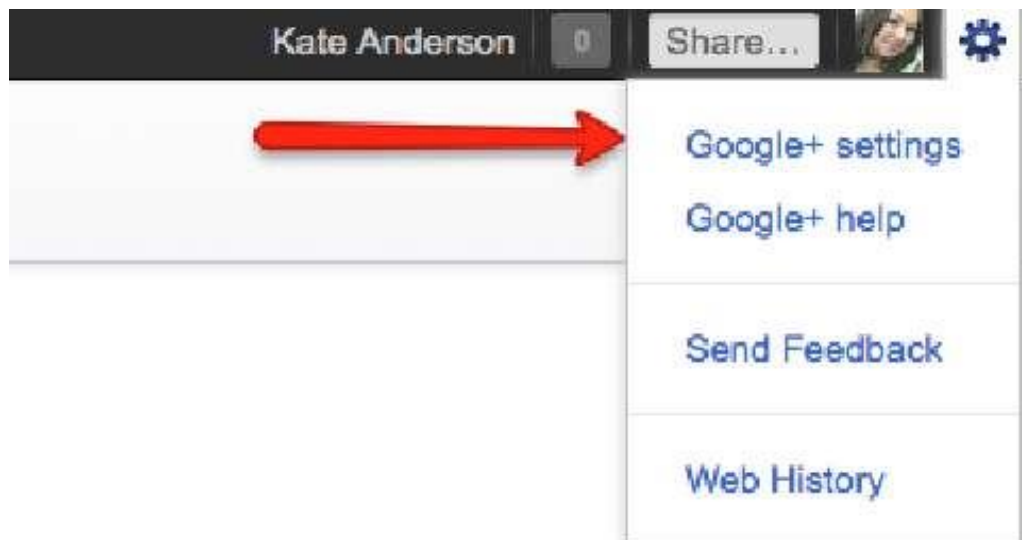 Kate Anderson 0 Share...
Google+ settings
Google+ help
Send Feedback
Web History